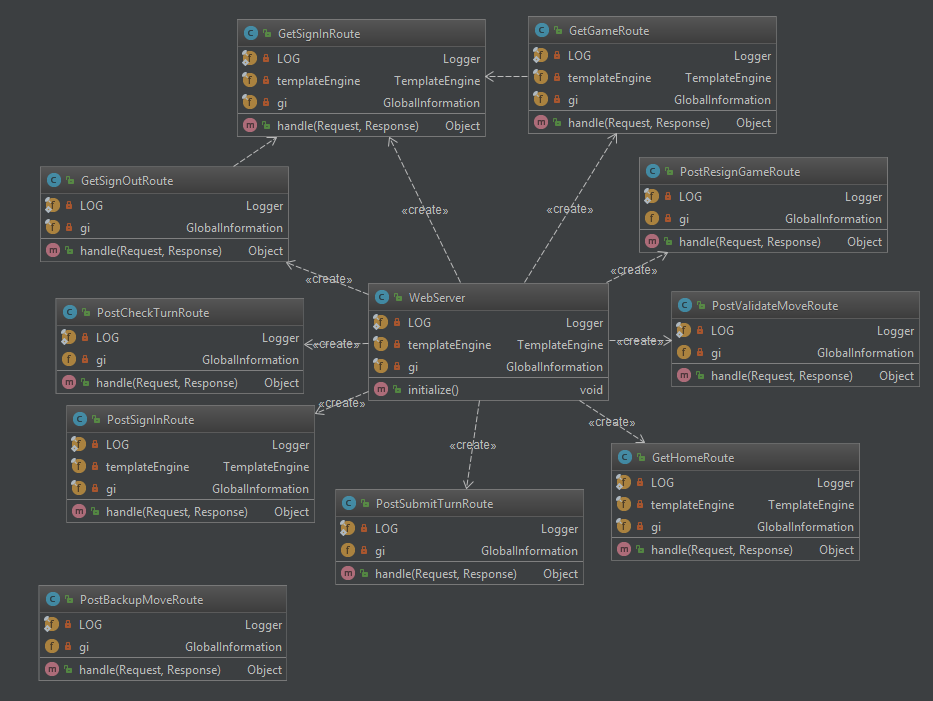 GetSignInRoute
LOG Logger
templateEngine TemplateEngine
gi GlobalInformation
handle(Request, Response) Object
GetGameRoute
LOG Logger
templateEngine TemplateEngine
gi GlobalInformation
handle(Request, Response) Object
GetSignOutRoute
LOG Logger
gi GlobalInformation
handle(Request, Response) Object
PostResignGameRoute
LOG Logger
gi GlobalInformation
handle(Request, Response) Object
«create»
«create»
«create»
«create»
WebServer
LOG Logger
templateEngine TemplateEngine
gi GlobalInformation
initialize() void
PostCheckTurnRoute
LOG Logger
gi GlobalInformation
handle(Request, Response) Object
«create»
«create»
PostValidateMoveRoute
LOG Logger
gi GlobalInformation
handle(Request, Response) Object
«create»
«create»
«create»
PostSignInRoute
LOG Logger
templateEngine TemplateEngine
gi GlobalInformation
handle(Request, Response) Object
PostSubmitTurnRoute
LOG Logger
gi GlobalInformation
handle(Request, Response) Object
GetHomeRoute
LOG Logger
templateEngine TemplateEngine
gi GlobalInformation
handle(Request, Response) Object
PostBackupMoveRoute
LOG Logger
gi GlobalInformation
handle(Request, Response) Object